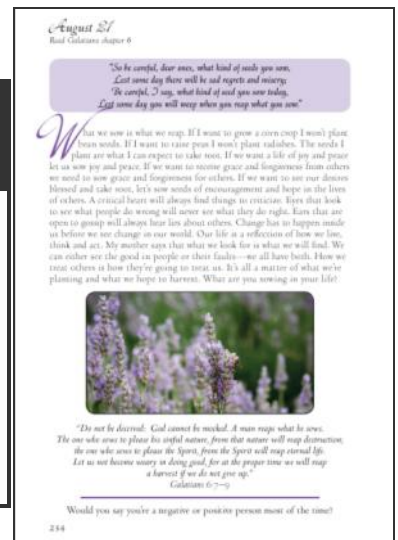 August 21
Read Galatians chapter 6
"So be careful, dear ones, what kind of seeds you sow,
Lest some day there will be sad regrets and misery;
Be careful, I say, what kind of seed you sow today,
Lest some day you will weep when you reap what you sow."
What we sow is what we reap. If I want to grow a corn crop I won't plant
bean seeds. If I want to raise peas I won't plant radishes. The seeds I
plant are what I can expect to take root. If we want a life of joy and peace
let us sow joy and peace. If we want to receive grace and forgiveness from others
we need to sow grace and forgiveness for others. If we want to see our desires
blessed and take root, let's sow seeds of encouragement and hope in the lives
of others. A critical heart will always find things to criticize. Eyes that look
to see what people do wrong will never see what they do right. Ears that are
open to gossip will always hear lies about others. Change has to happen inside
us before we see change in our world. Our life is a reflection of how we live,
think and act. My mother says that what we look for is what we will find. We
can either see the good in people or their faults—we all have both. How we
treat others is how they're going to treat us. It's all a matter of what we're
planting and what we hope to harvest. What are you sowing in your life?
"Do not be deceived: God cannot be mocked. A man reaps what he sows.
The one who sows to please his sinful nature, from that nature will reap destruction;
the one who sows to please the Spirit, from the Spirit will reap eternal life.
Let us not become weary in doing good, for at the proper time we will reap
a harvest if we do not give up."
Galatians 6:7–9
Would you say you're a negative or positive person most of the time?
234